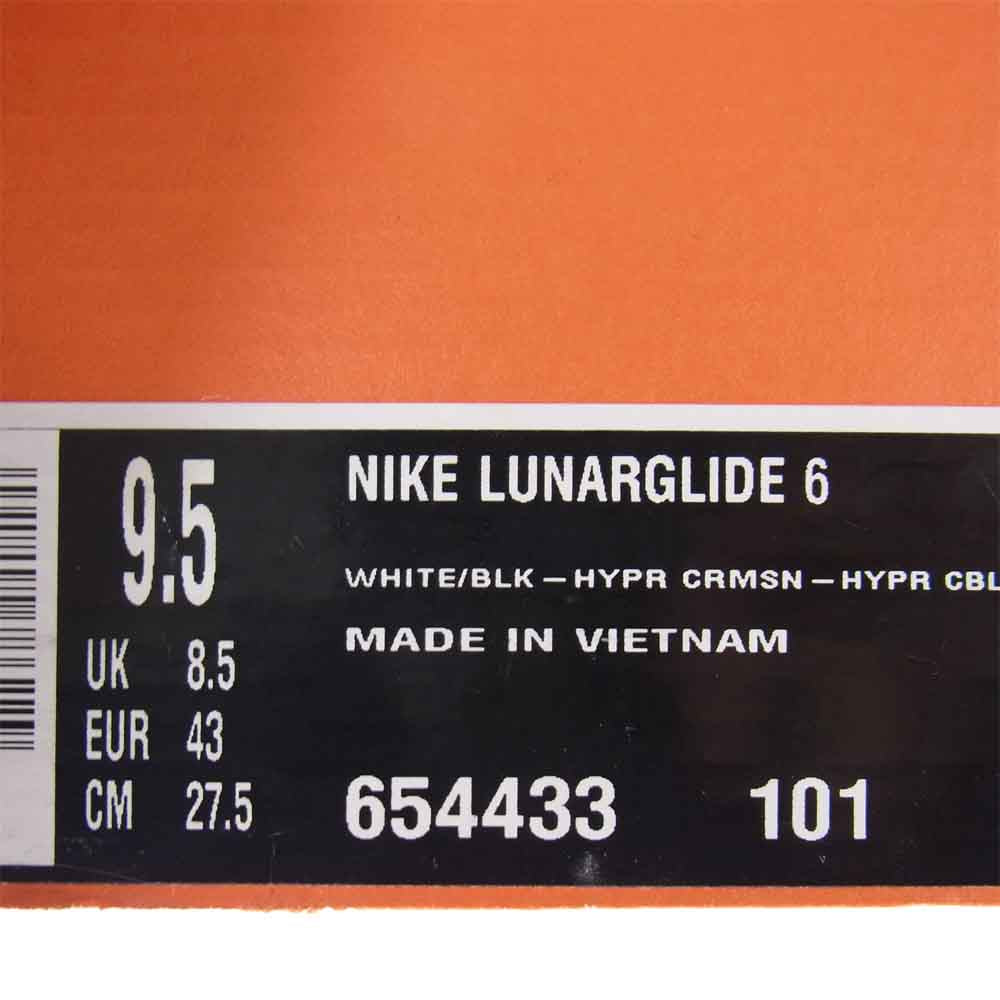 9.5
UK 8.5
EUR 43
CM 27.5
NIKE LUNARGLIDE 6
WHITE/BLK – HYPR CRMSN – HYPR CBL
MADE IN VIETNAM
654433 101